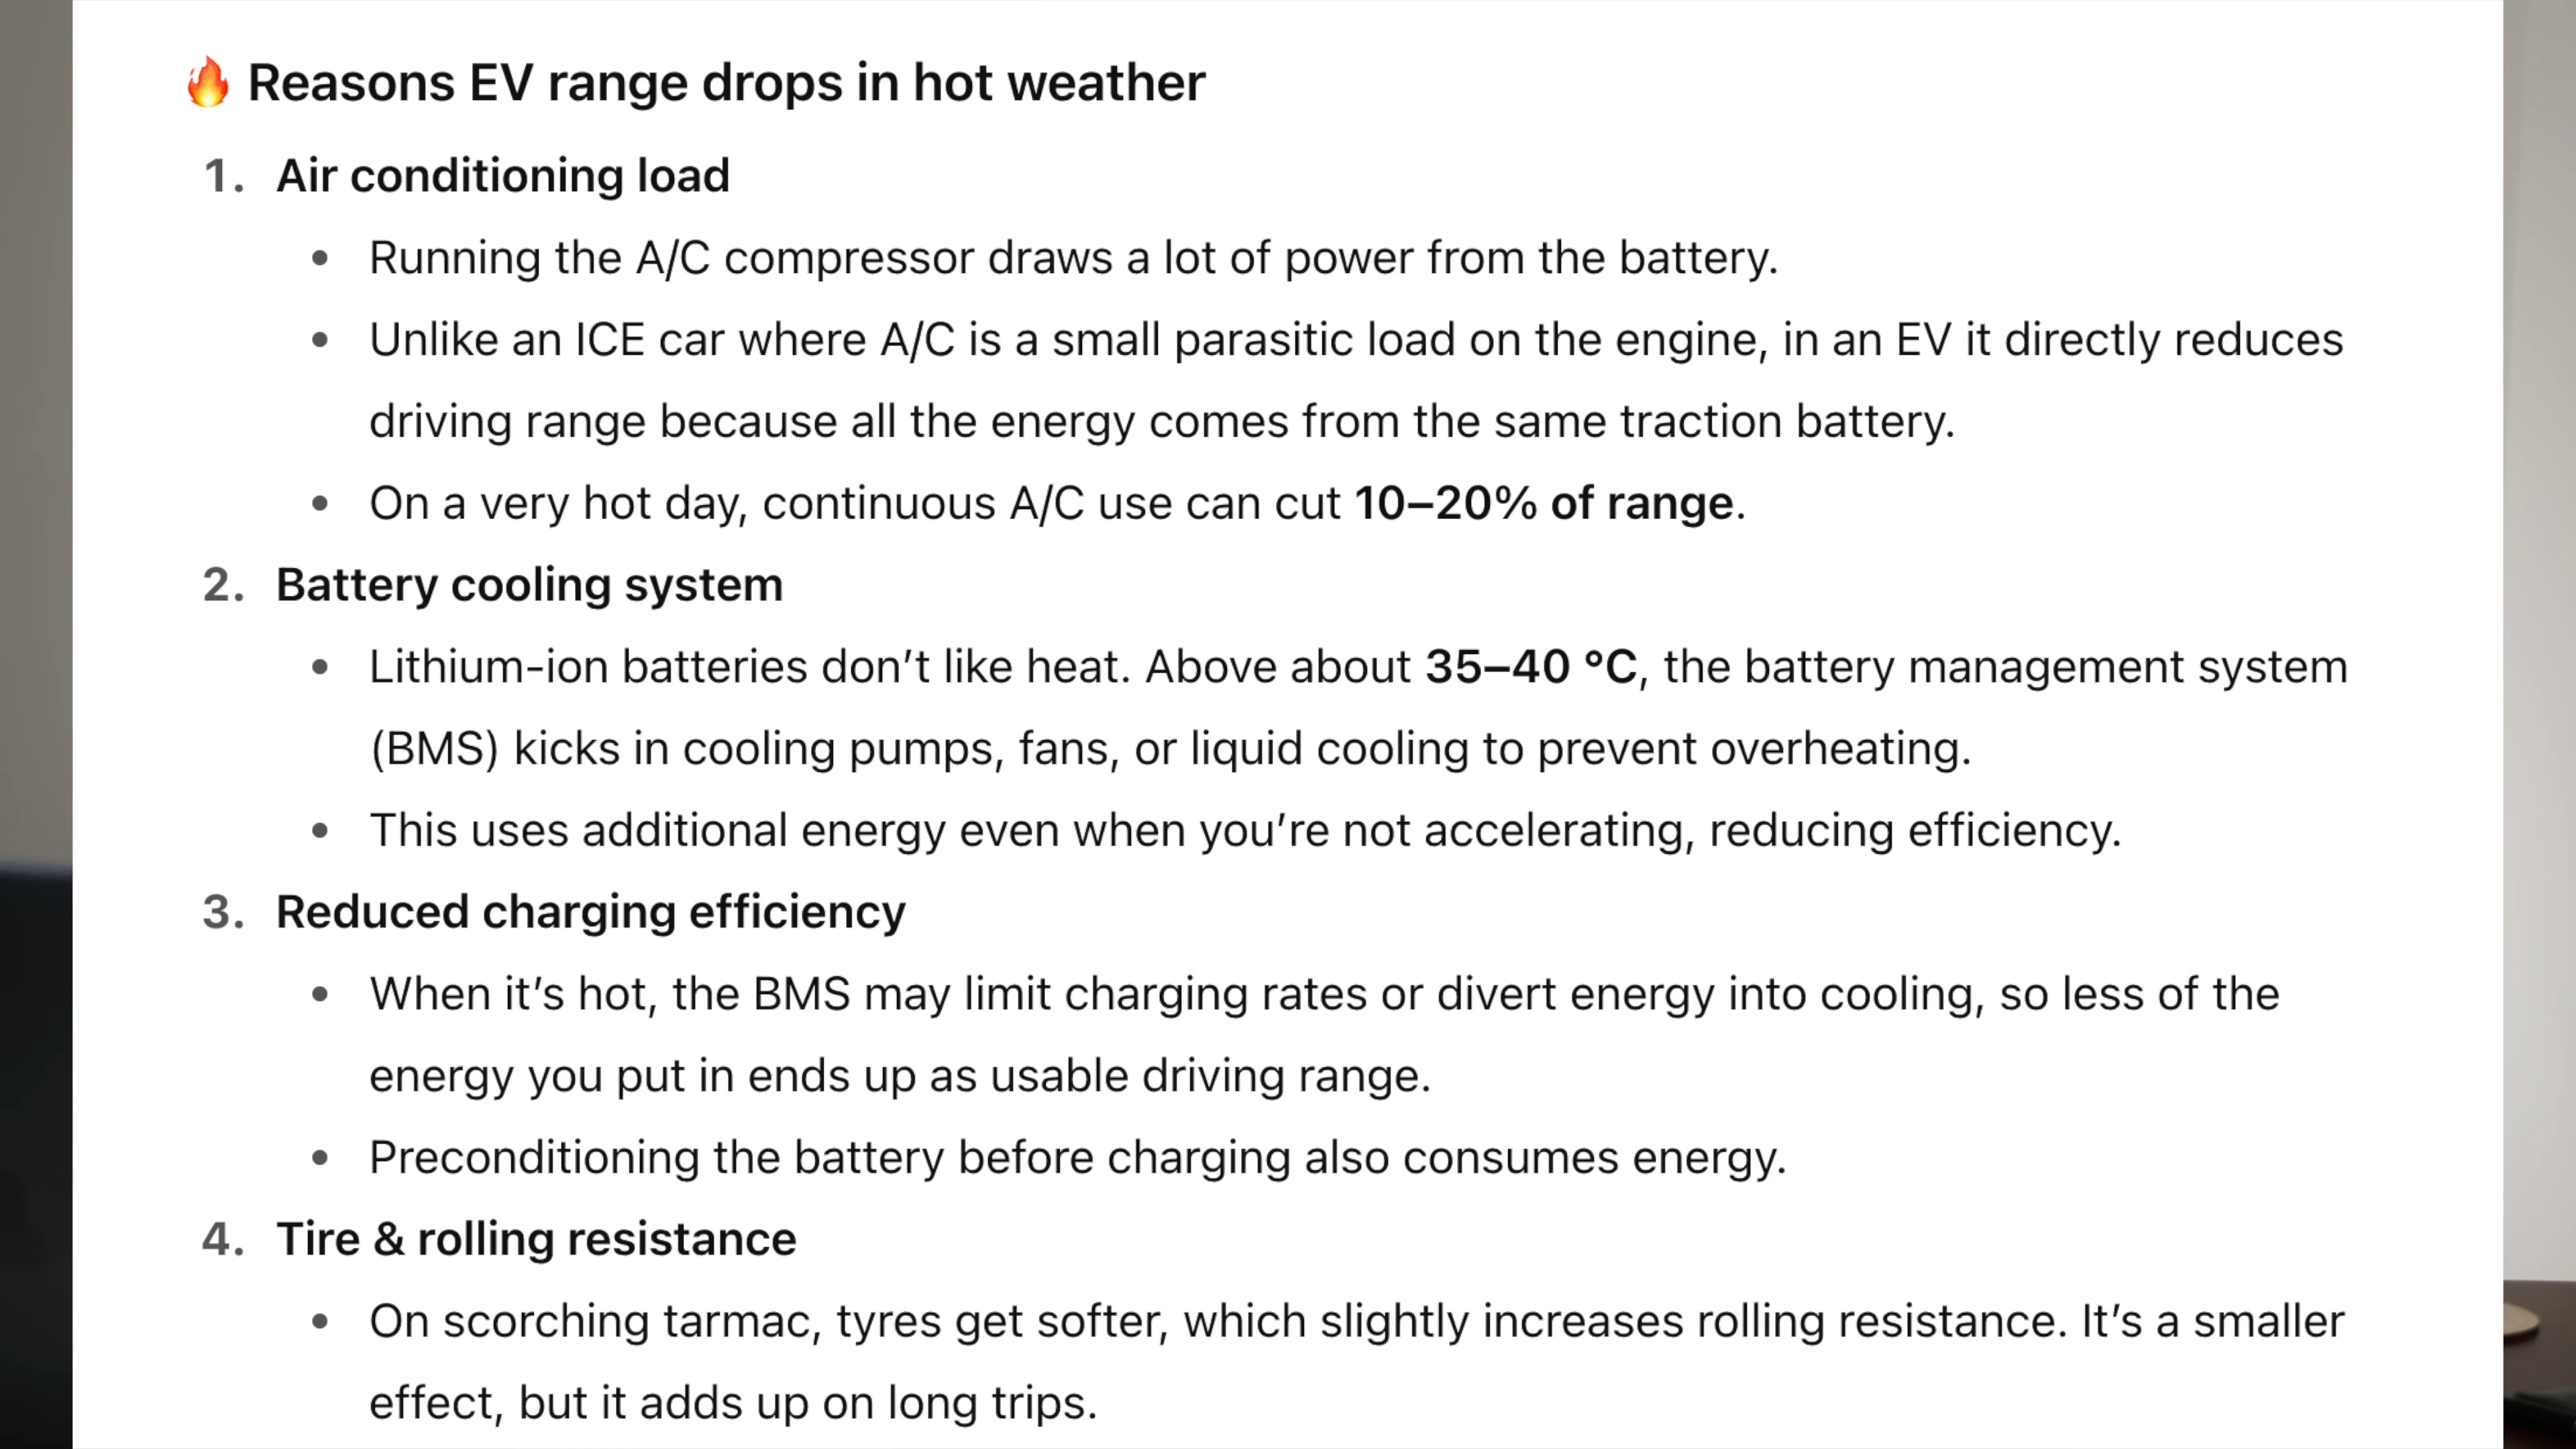 🔥 Reasons EV range drops in hot weather
1. Air conditioning load
• Running the A/C compressor draws a lot of power from the battery.
• Unlike an ICE car where A/C is a small parasitic load on the engine, in an EV it directly reduces
driving range because all the energy comes from the same traction battery.
• On a very hot day, continuous A/C use can cut 10–20% of range.
2. Battery cooling system
• Lithium-ion batteries don’t like heat. Above about 35–40 °C, the battery management system
(BMS) kicks in cooling pumps, fans, or liquid cooling to prevent overheating.
• This uses additional energy even when you’re not accelerating, reducing efficiency.
3. Reduced charging efficiency
• When it’s hot, the BMS may limit charging rates or divert energy into cooling, so less of the
energy you put in ends up as usable driving range.
• Preconditioning the battery before charging also consumes energy.
4. Tire & rolling resistance
• On scorching tarmac, tyres get softer, which slightly increases rolling resistance. It’s a smaller
effect, but it adds up on long trips.